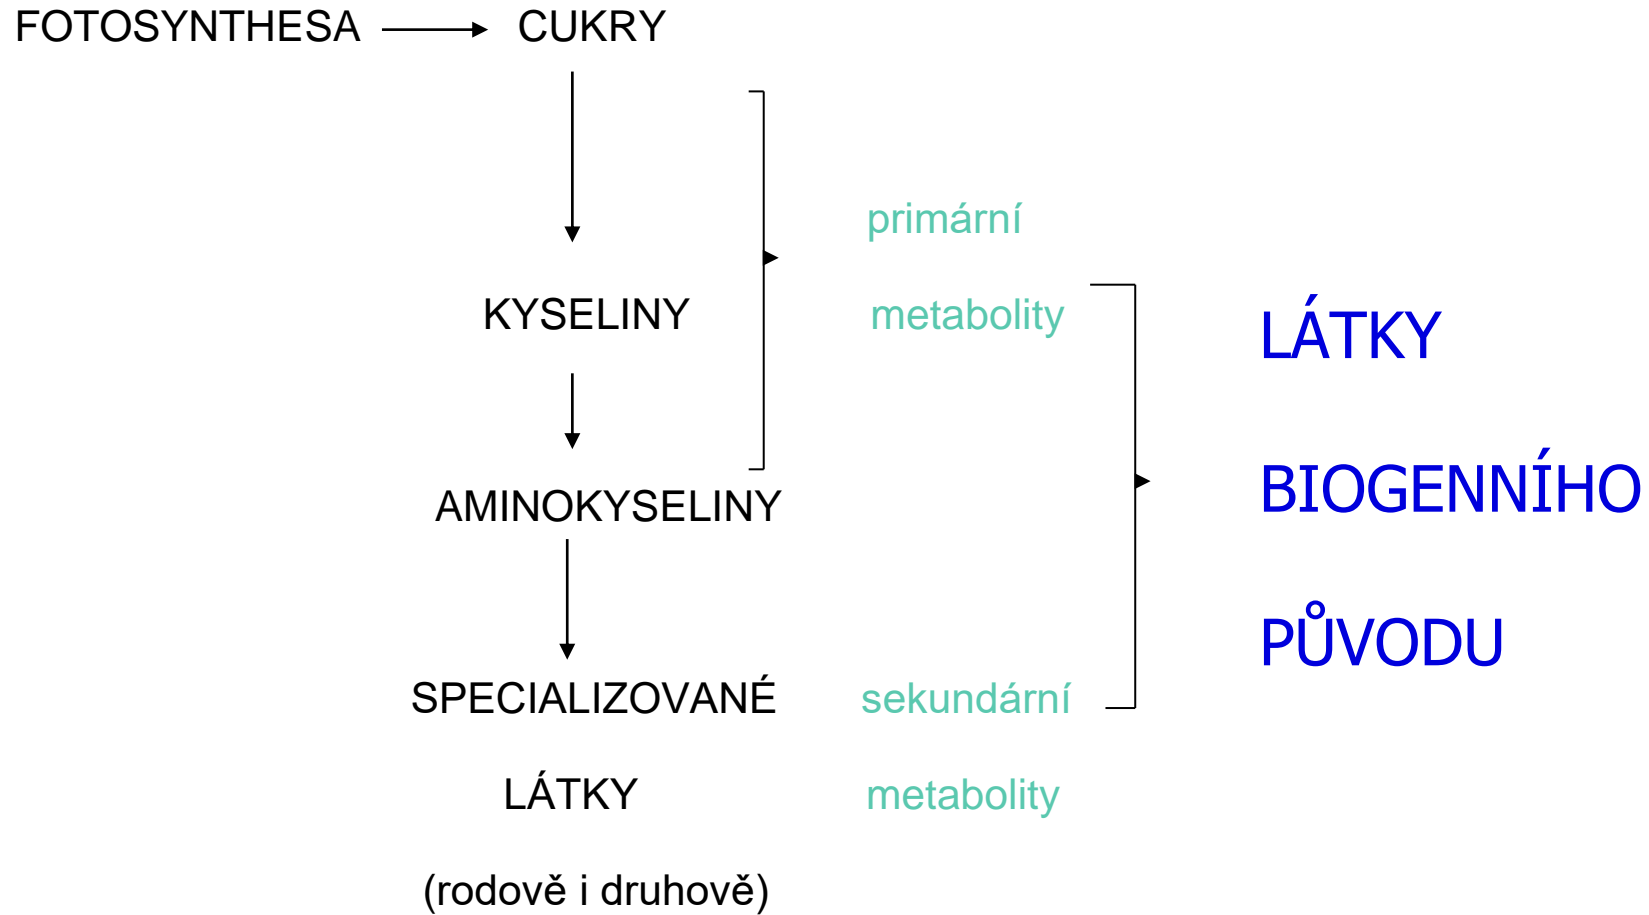 FOTOSYNTHESA
CUKRY
primární
KYSELINY
metabolity
LÁTKY
AMINOKYSELINY
BIOGENNÍHO
PŮVODU
SPECIALIZOVANÉ
sekundární
LÁTKY
metabolity
(rodově i druhově)